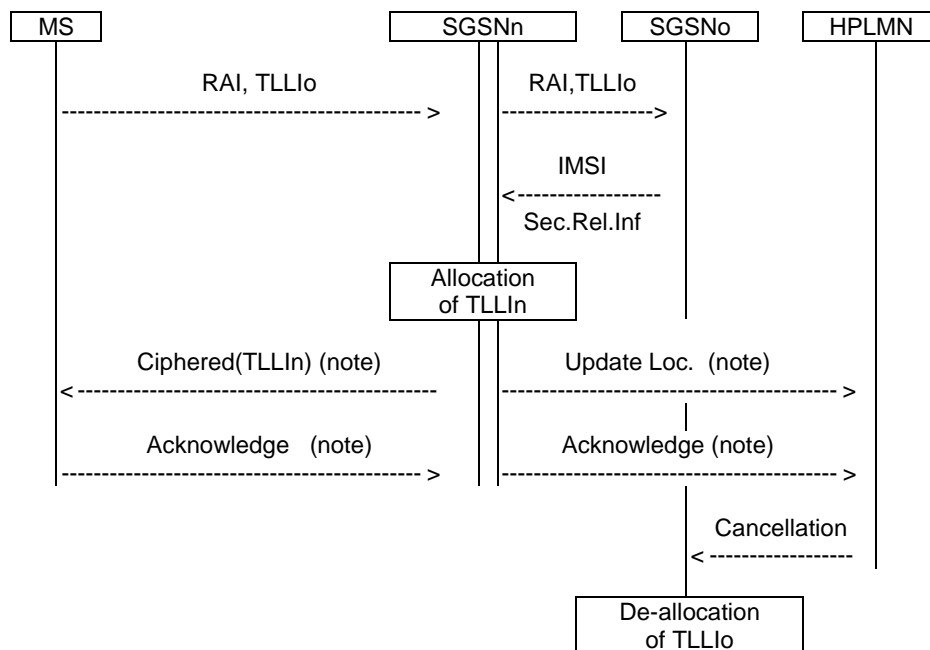 MS SGSNn SGSNo HPLMN
RAI, TLLIo RAI,TLLIo
IMSI
Sec.Rel.Inf
Allocation
of TLLIn
Ciphered(TLLIn) (note) Update Loc. (note)
Acknowledge (note) Acknowledge (note)
Cancellation
De-allocation
of TLLIo